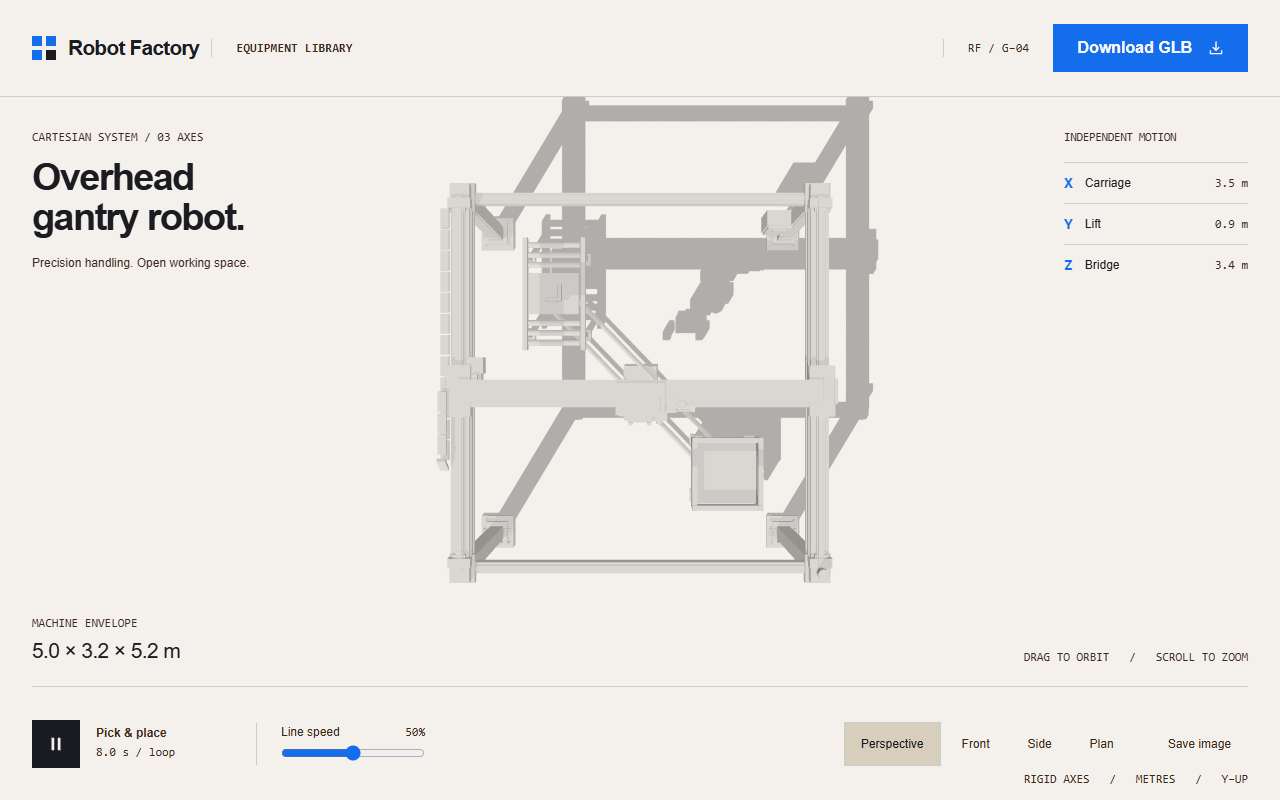 Robot Factory
EQUIPMENT LIBRARY
RF / G-04
Download GLB
CARTESIAN SYSTEM / 03 AXES
Overhead
gantry robot.
Precision handling. Open working space.
INDEPENDENT MOTION
X Carriage 3.5 m
Y Lift 0.9 m
Z Bridge 3.4 m
MACHINE ENVELOPE
5.0 × 3.2 × 5.2 m
DRAG TO ORBIT / SCROLL TO ZOOM
Pick & place
8.0 s / loop
Line speed 50%
Perspective Front Side Plan Save image
RIGID AXES / METRES / Y-UP